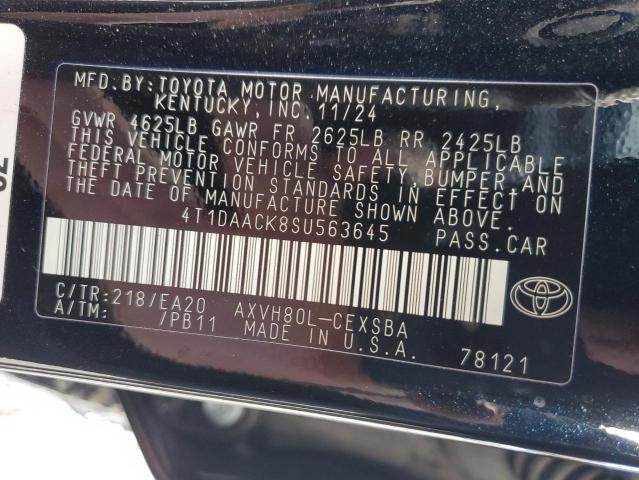 MFD. BY: TOYOTA MOTOR MANUFACTURING,
KENTUCKY, INC. 11/24
GVWR 4625LB GAWR FR 2625LB RR 2425LB
THIS VEHICLE CONFORMS TO ALL APPLICABLE
FEDERAL MOTOR VEHICLE SAFETY, BUMPER AND
THEFT PREVENTION STANDARDS IN EFFECT ON
THE DATE OF MANUFACTURE SHOWN ABOVE.
4T1DAACK8SU563645 PASS.CAR
C/TR:218/EA20 AXVH80L-CEXSBA
A/TM: /PB11 MADE IN U.S.A.
78121